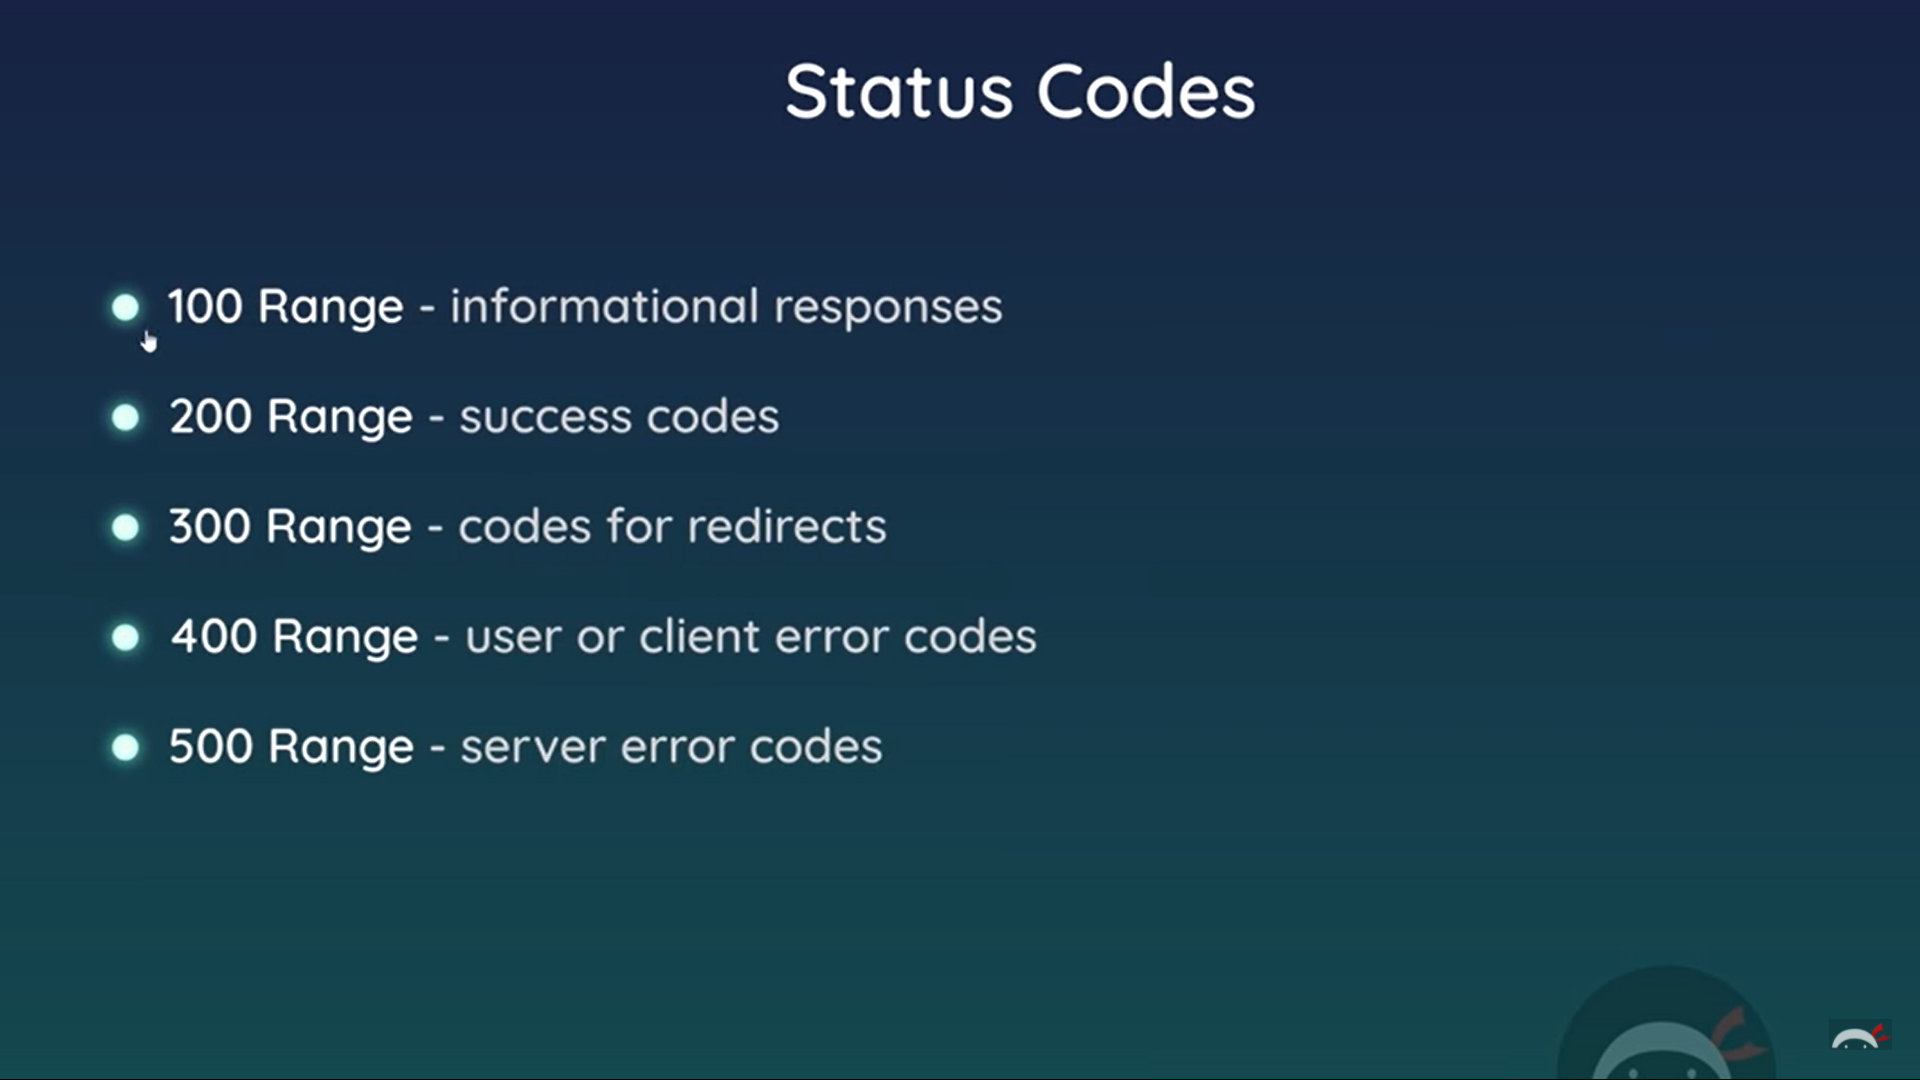 Status Codes
100 Range - informational responses
200 Range - success codes
300 Range - codes for redirects
400 Range - user or client error codes
500 Range - server error codes